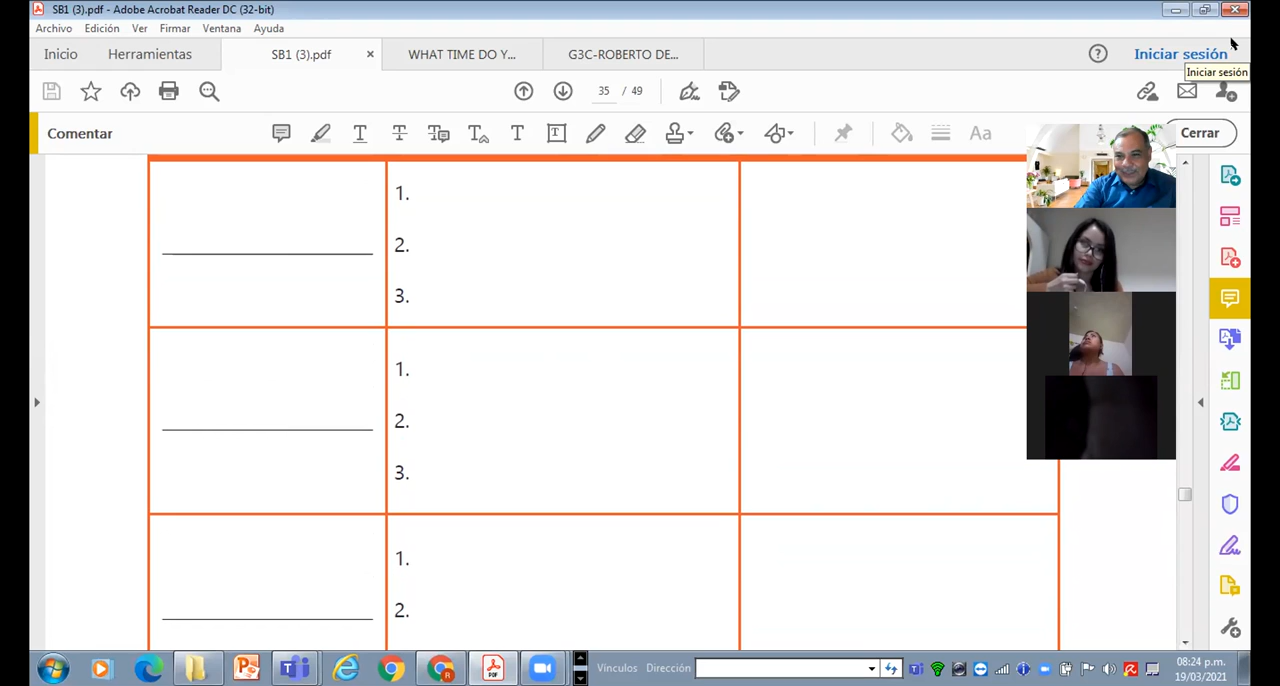 SB1 (3).pdf - Adobe Acrobat Reader DC (32-bit)
Archivo Edición Ver Firmar Ventana Ayuda
Inicio Herramientas SB1 (3).pdf × WHAT TIME DO Y... G3C-ROBERTO DE... ? Iniciar sesión
Iniciar sesión
35 / 49
Comentar Aa Cerrar
1.
2.
3.
1.
2.
3.
1.
2.
Vínculos Dirección 08:24 p.m.
19/03/2021